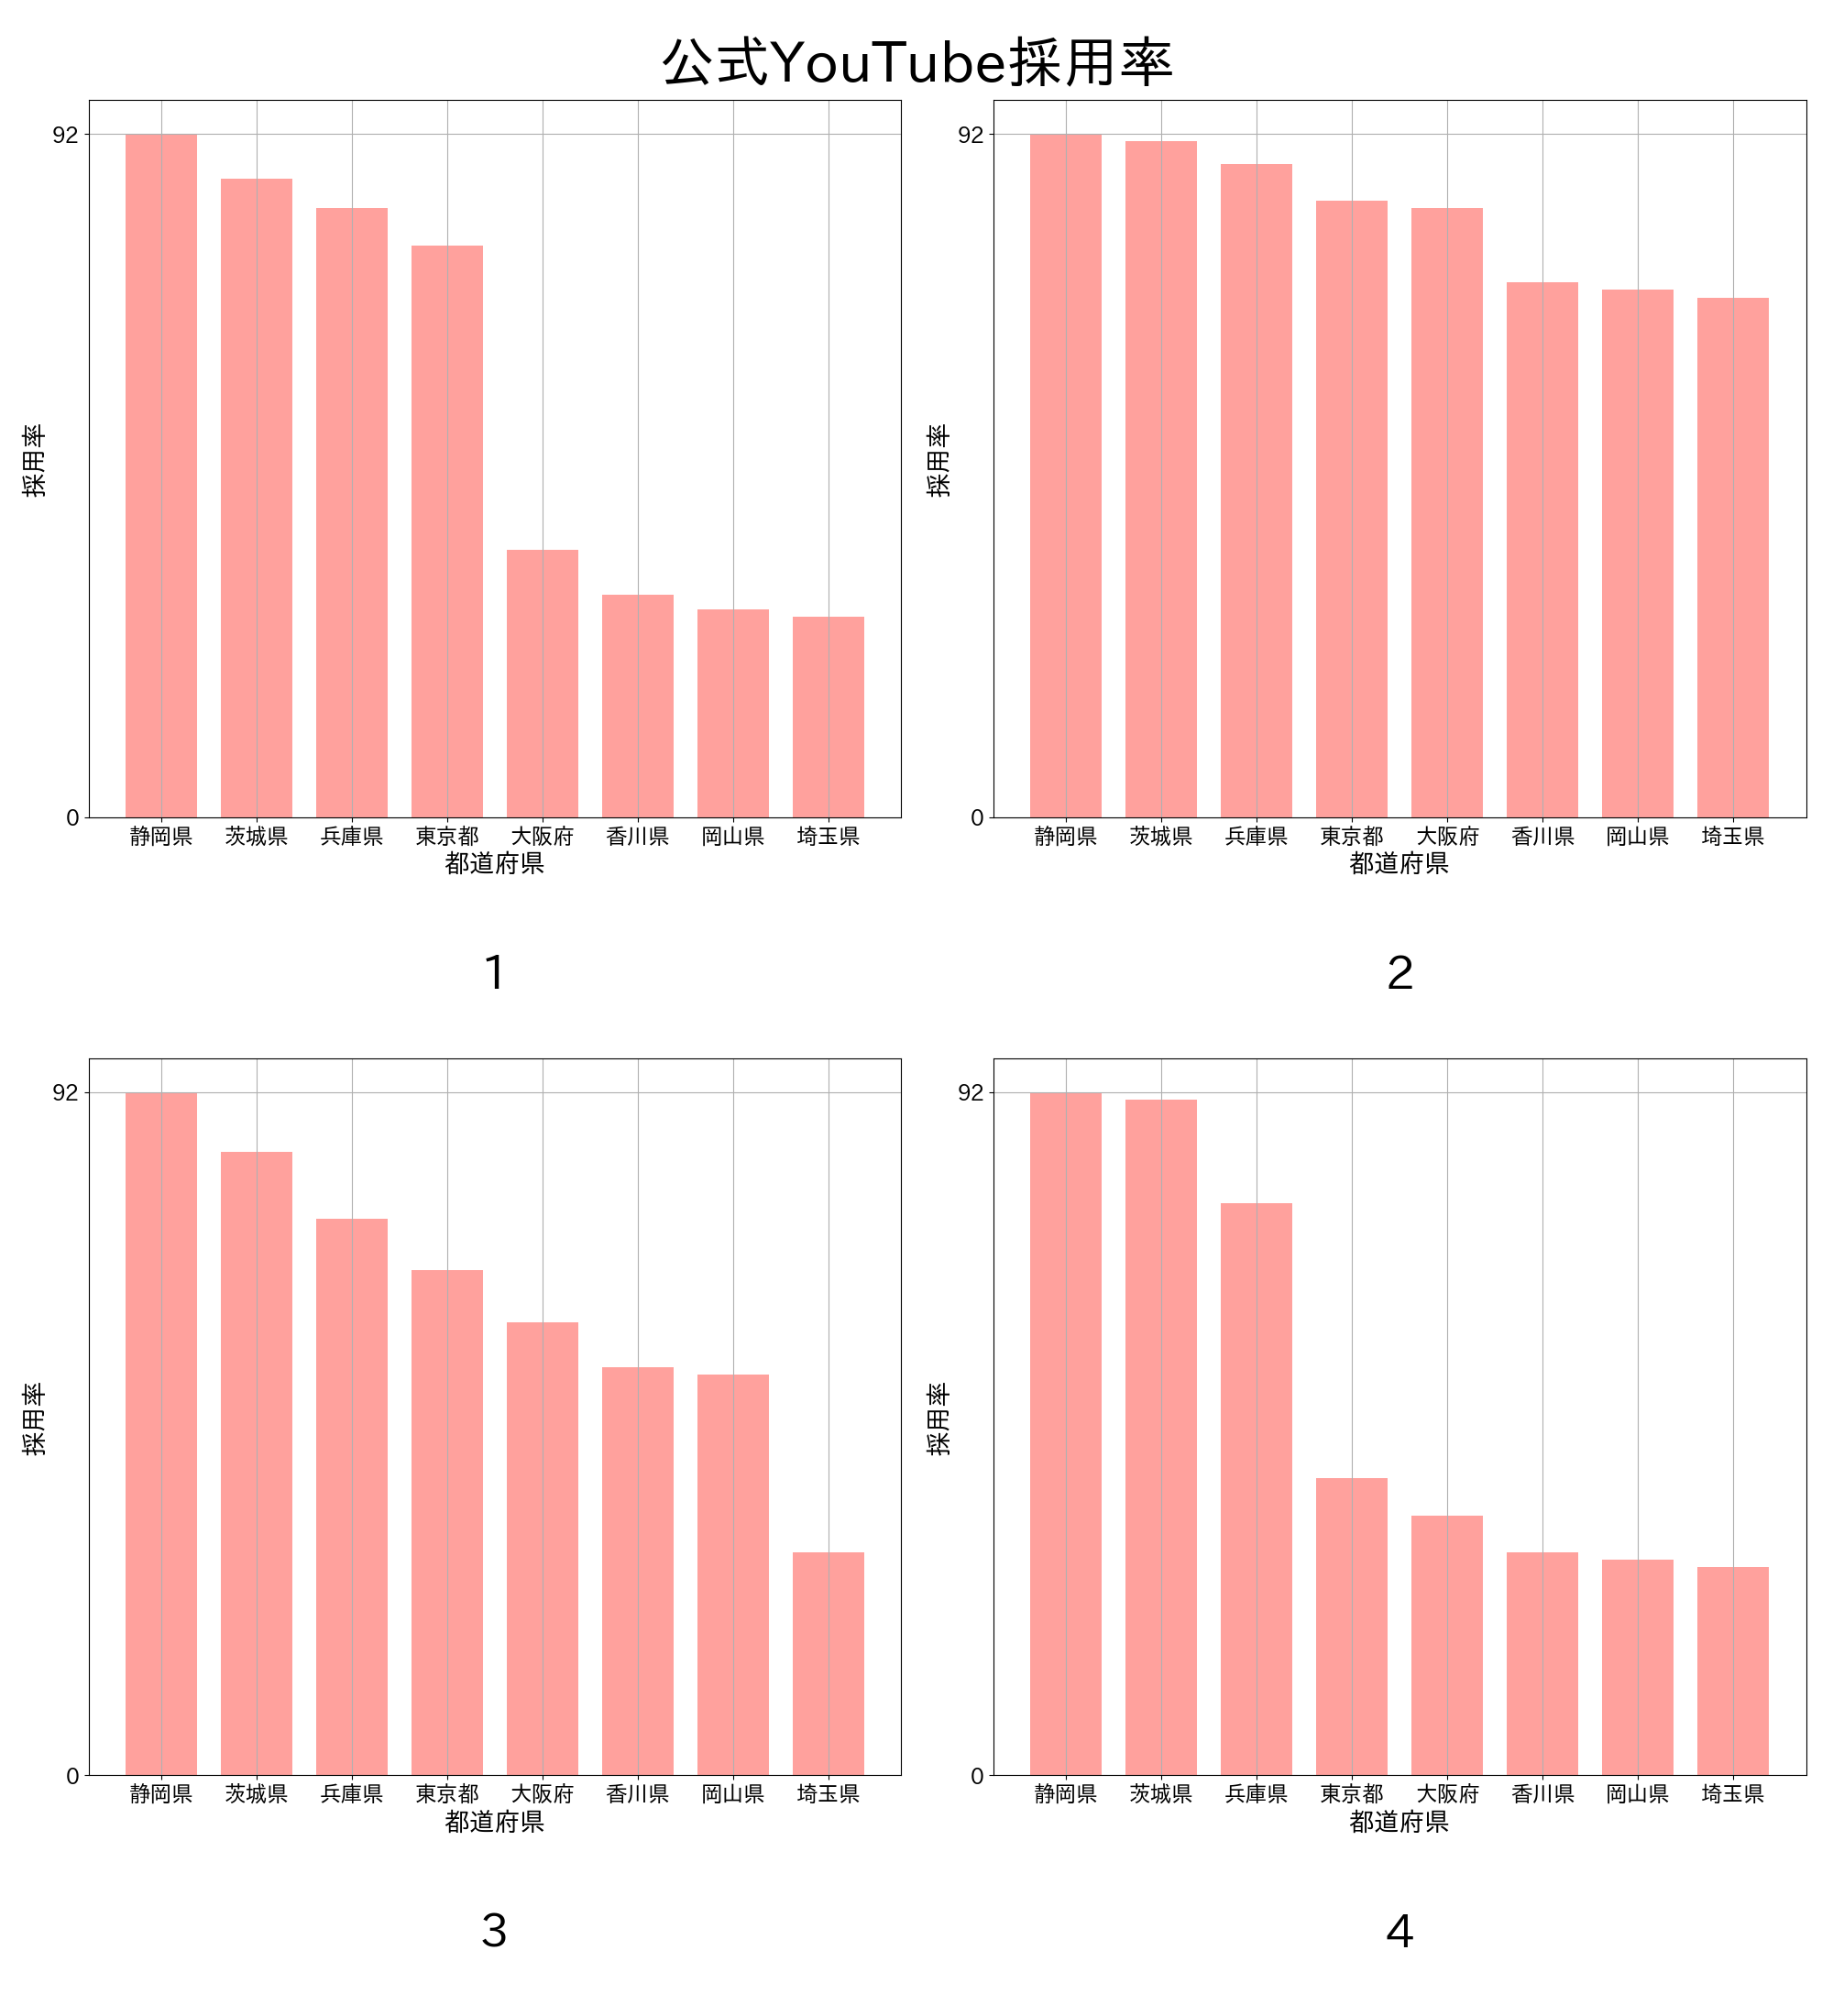 公式YouTube採用率
92
採用率
0
静岡県 茨城県 兵庫県 東京都 大阪府 香川県 岡山県 埼玉県
都道府県
1
92
採用率
0
静岡県 茨城県 兵庫県 東京都 大阪府 香川県 岡山県 埼玉県
都道府県
2
92
採用率
0
静岡県 茨城県 兵庫県 東京都 大阪府 香川県 岡山県 埼玉県
都道府県
3
92
採用率
0
静岡県 茨城県 兵庫県 東京都 大阪府 香川県 岡山県 埼玉県
都道府県
4